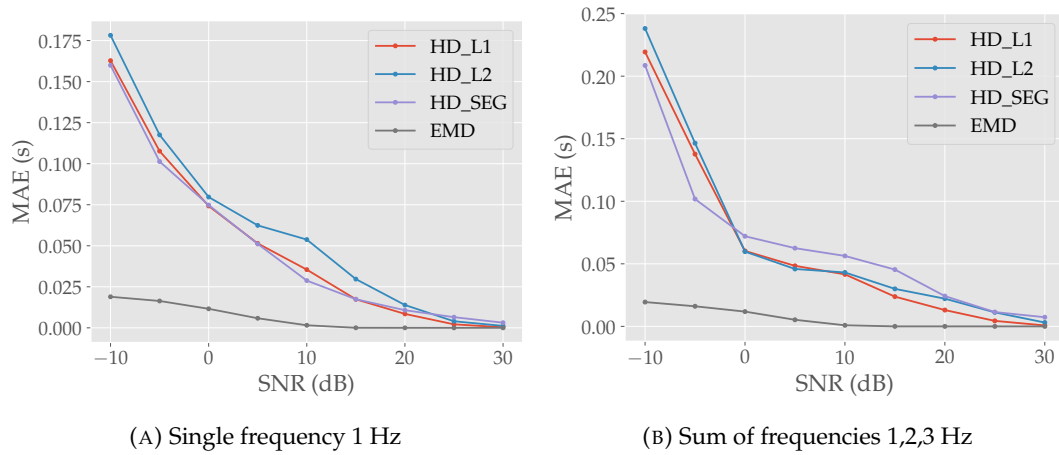 0.175
0.150
0.125
0.100
0.075
0.050
0.025
0.000
MAE (s)
−10
0
10
20
30
SNR (dB)
HD_L1
HD_L2
HD_SEG
EMD
(A) Single frequency 1 Hz
0.25
0.20
0.15
0.10
0.05
0.00
MAE (s)
−10
0
10
20
30
SNR (dB)
HD_L1
HD_L2
HD_SEG
EMD
(B) Sum of frequencies 1,2,3 Hz